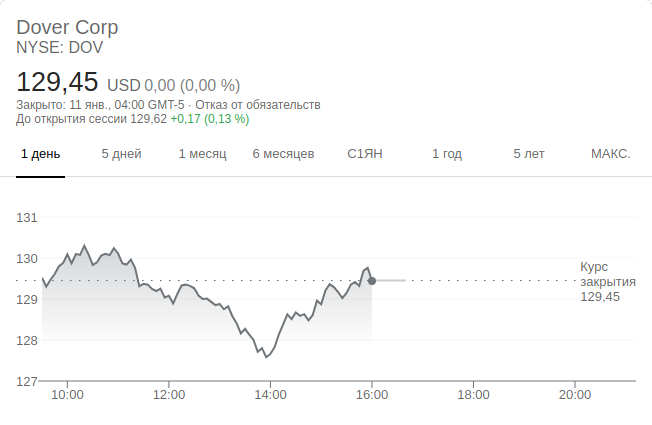 Dover Corp
NYSE: DOV
129,45 USD 0,00 (0,00 %)
Закрыто: 11 янв., 04:00 GMT-5 · Отказ от обязательств
До открытия сессии 129,62 +0,17 (0,13 %)
1 день 5 дней 1 месяц 6 месяцев С1ЯН 1 год 5 лет МАКС.
131
130
129
128
127
Курс
закрытия
129,45
10:00 12:00 14:00 16:00 18:00 20:00